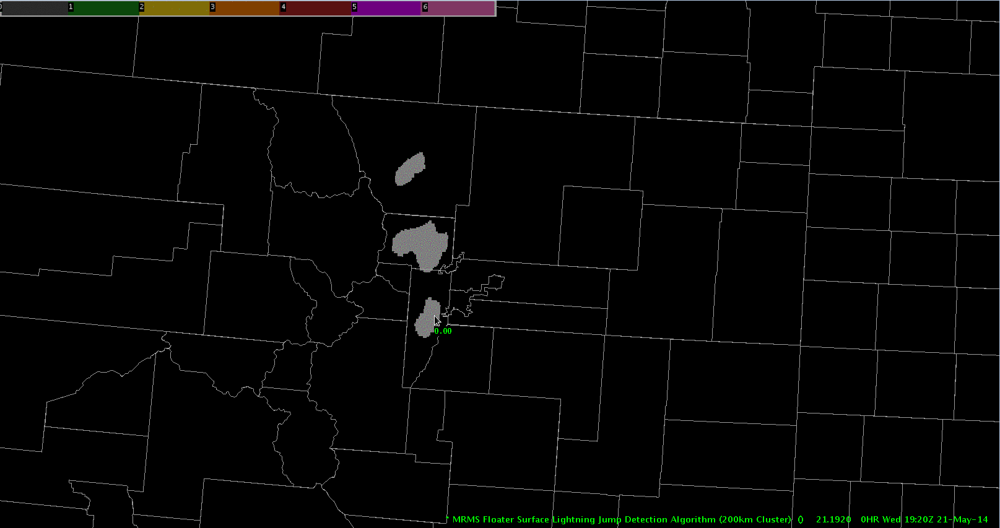 0 1 2 3 4 5 6
0.00
* MRMS Floater Surface Lightning Jump Detection Algorithm (200km Cluster) () 21.1920 0HR Wed 19:20Z 21-May-14